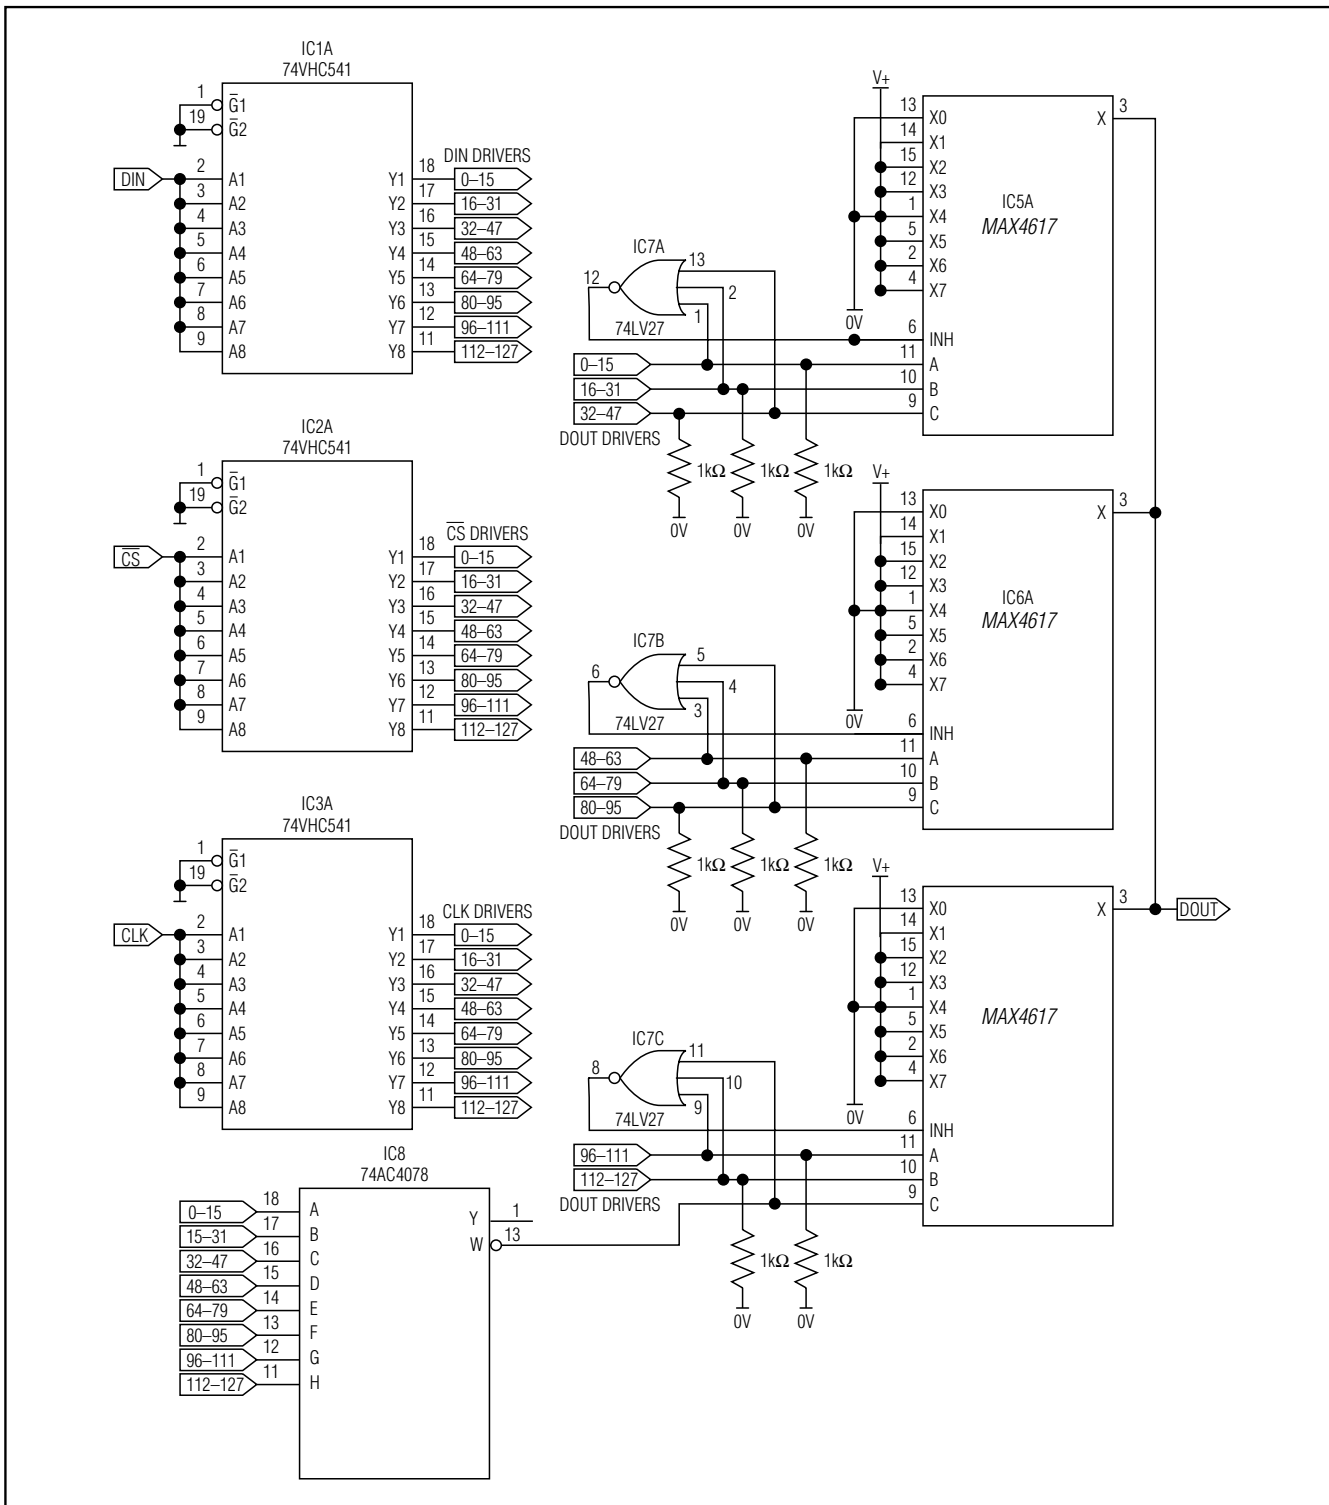 IC1A
74VHC541
1
G̅1
19
G̅2
DIN
2 A1
3 A2
4 A3
5 A4
6 A5
7 A6
8 A7
9 A8
DIN DRIVERS
Y1 18 0–15
Y2 17 16–31
Y3 16 32–47
Y4 15 48–63
Y5 14 64–79
Y6 13 80–95
Y7 12 96–111
Y8 11 112–127
IC2A
74VHC541
1
G̅1
19
G̅2
C̅S̅
2 A1
3 A2
4 A3
5 A4
6 A5
7 A6
8 A7
9 A8
C̅S̅ DRIVERS
Y1 18 0–15
Y2 17 16–31
Y3 16 32–47
Y4 15 48–63
Y5 14 64–79
Y6 13 80–95
Y7 12 96–111
Y8 11 112–127
IC3A
74VHC541
1
G̅1
19
G̅2
CLK
2 A1
3 A2
4 A3
5 A4
6 A5
7 A6
8 A7
9 A8
CLK DRIVERS
Y1 18 0–15
Y2 17 16–31
Y3 16 32–47
Y4 15 48–63
Y5 14 64–79
Y6 13 80–95
Y7 12 96–111
Y8 11 112–127
IC8
74AC4078
0–15 18 A
15–31 17 B
32–47 16 C
48–63 15 D
64–79 14 E
80–95 13 F
96–111 12 G
112–127 11 H
Y 1
W 13
V+
13 X0
14 X1
15 X2
12 X3
1 X4
5 X5
2 X6
4 X7
0V
6 INH
11 A
10 B
9 C
X 3
IC5A
MAX4617
IC7A
12
13
2
1
74LV27
0–15
16–31
32–47
DOUT DRIVERS
1kΩ 1kΩ 1kΩ
0V 0V 0V
V+
13 X0
14 X1
15 X2
12 X3
1 X4
5 X5
2 X6
4 X7
0V
6 INH
11 A
10 B
9 C
X 3
IC6A
MAX4617
IC7B
6
5
4
3
74LV27
48–63
64–79
80–95
DOUT DRIVERS
1kΩ 1kΩ 1kΩ
0V 0V 0V
V+
13 X0
14 X1
15 X2
12 X3
1 X4
5 X5
2 X6
4 X7
0V
6 INH
11 A
10 B
9 C
X 3
DOUT
MAX4617
IC7C
8
11
10
9
74LV27
96–111
112–127
DOUT DRIVERS
1kΩ 1kΩ
0V 0V